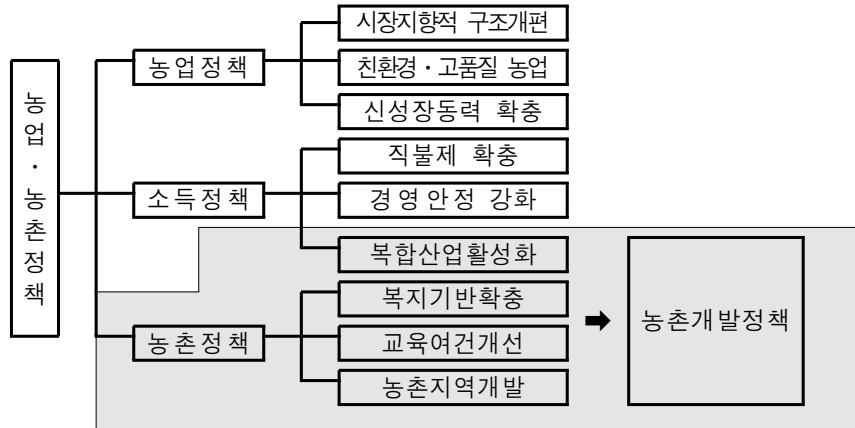 농업・농촌정책
농업정책
시장지향적 구조개편
친환경・고품질 농업
신성장동력 확충
소득정책
직불제 확충
경영안정 강화
복합산업활성화
농촌정책
복지기반확충
교육여건개선
농촌지역개발
➡
농촌개발정책